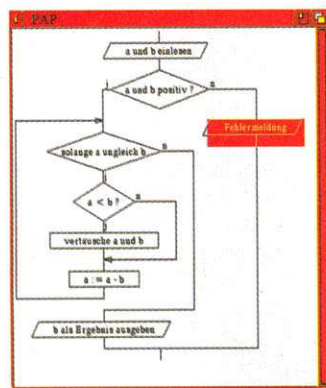 PAP
a und b einlesen
a und b positiv ?
j
n
Fehlermeldung
solange a ungleich b
n
j
a < b ?
n
j
vertausche a und b
a := a - b
b als Ergebnis ausgeben